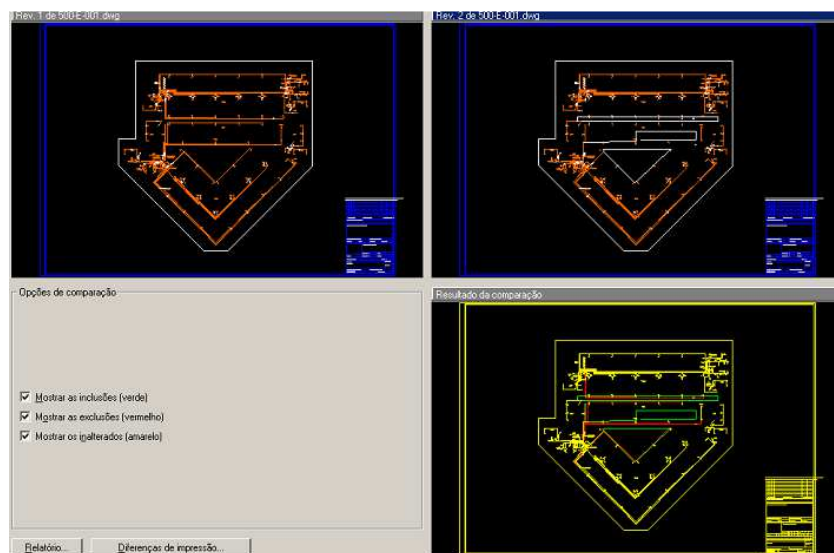 Rev. 1 de 500-E-001.dwg
Rev. 2 de 500-E-001.dwg
Opções de comparação
Resultado da comparação
Mostrar as inclusões (verde)
Mostrar as exclusões (vermelho)
Mostrar os inalterados (amarelo)
Relatório...
Diferenças de impressão...